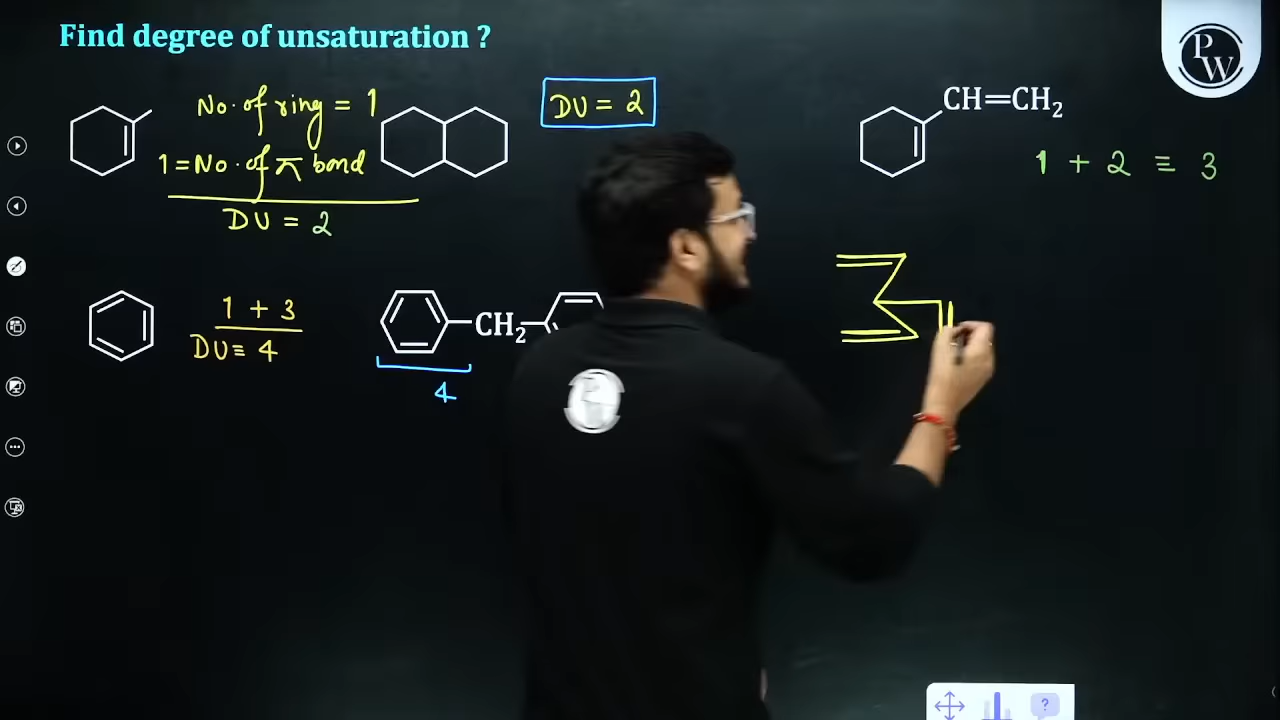 Find degree of unsaturation ?
PW
No. of ring = 1
1 = No. of π bond
DU = 2
DU = 2
CH=CH₂
1 + 2 = 3
1 + 3
DU = 4
CH₂
4
PW
?